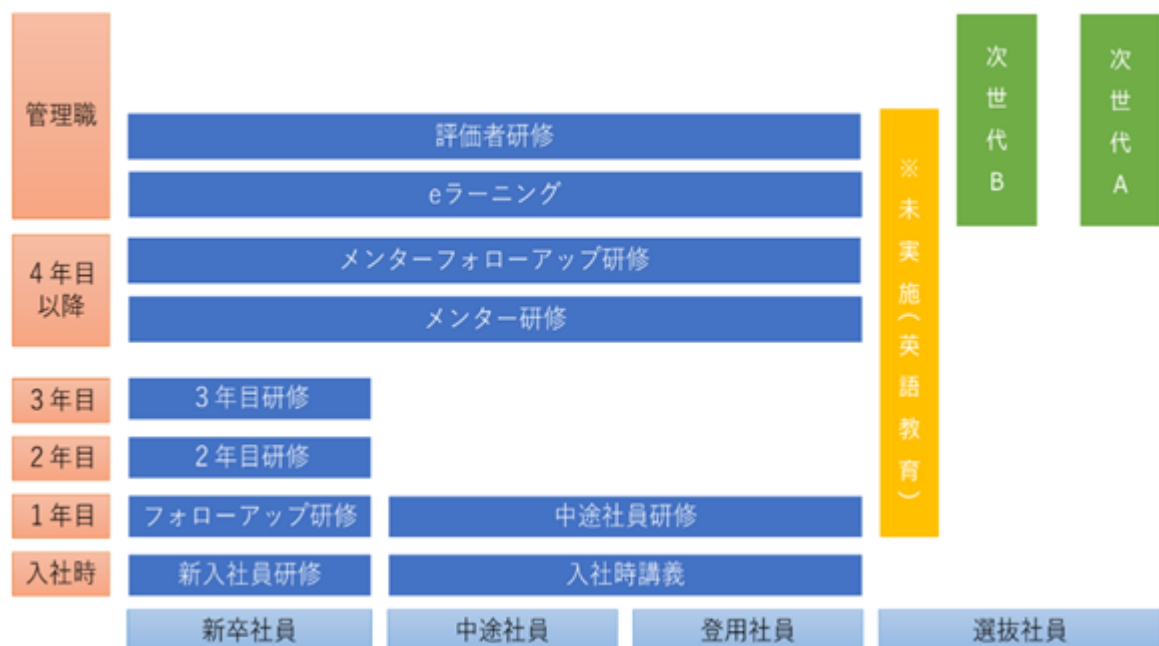 管理職
評価者研修
eラーニング
4年目
以降
メンターフォローアップ研修
メンター研修
3年目
3年目研修
2年目
2年目研修
1年目
フォローアップ研修
中途社員研修
入社時
新入社員研修
入社時講義
※未実施(英語教育)
次世代B
次世代A
新卒社員
中途社員
登用社員
選抜社員